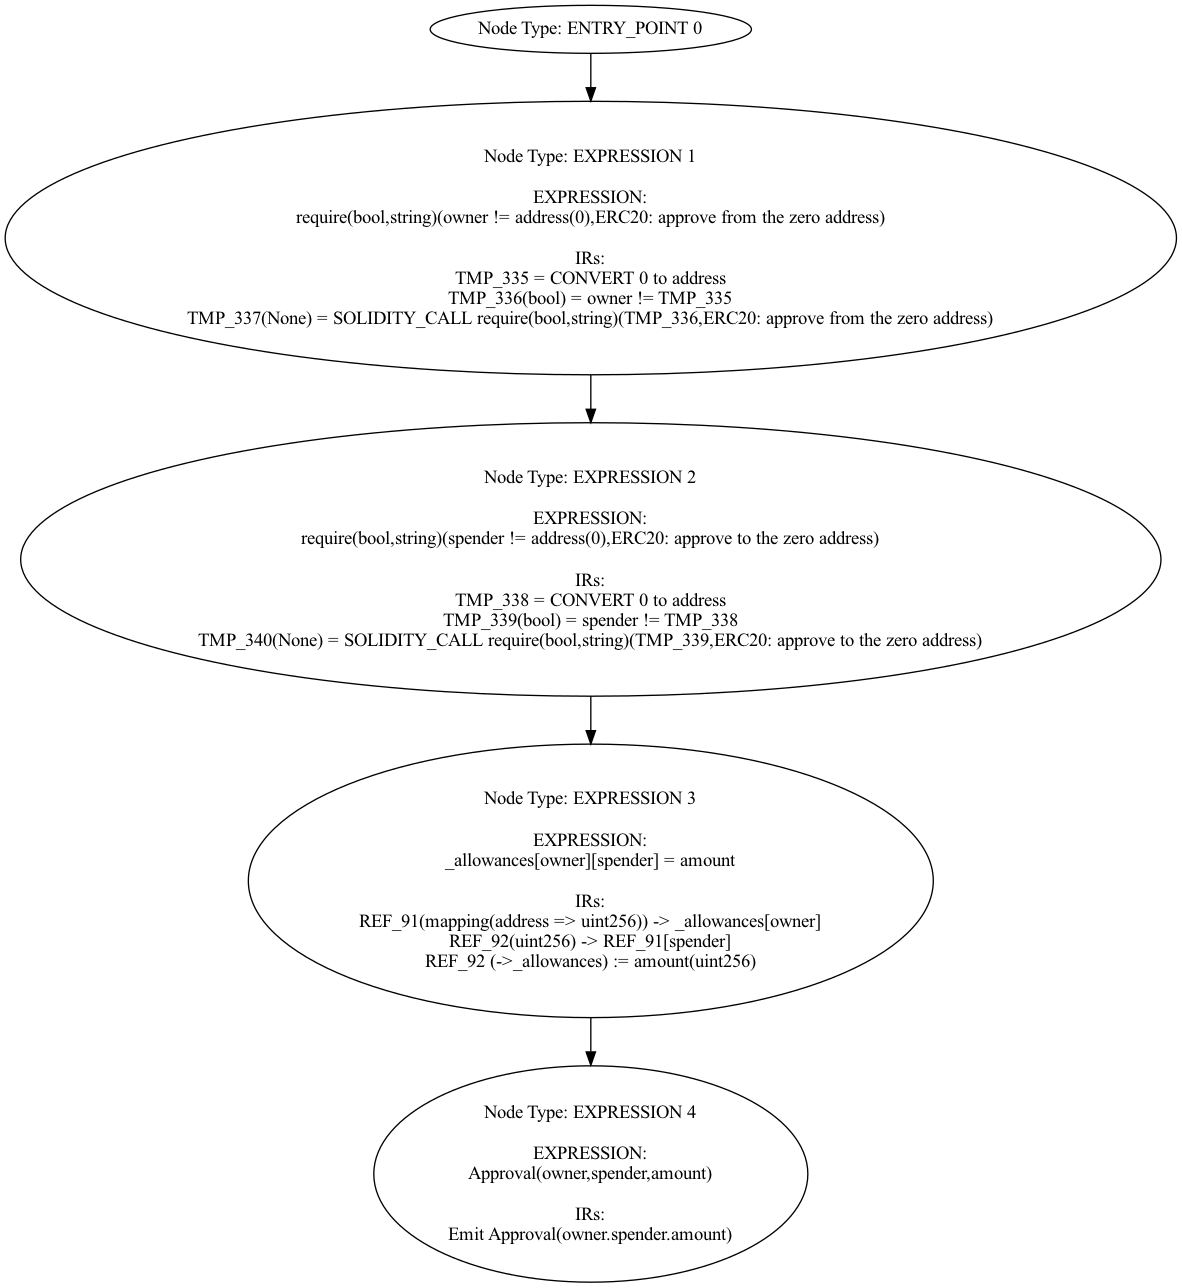 Node Type: ENTRY_POINT 0
Node Type: EXPRESSION 1
EXPRESSION:
require(bool,string)(owner != address(0),ERC20: approve from the zero address)
IRs:
TMP_335 = CONVERT 0 to address
TMP_336(bool) = owner != TMP_335
TMP_337(None) = SOLIDITY_CALL require(bool,string)(TMP_336,ERC20: approve from the zero address)
Node Type: EXPRESSION 2
EXPRESSION:
require(bool,string)(spender != address(0),ERC20: approve to the zero address)
IRs:
TMP_338 = CONVERT 0 to address
TMP_339(bool) = spender != TMP_338
TMP_340(None) = SOLIDITY_CALL require(bool,string)(TMP_339,ERC20: approve to the zero address)
Node Type: EXPRESSION 3
EXPRESSION:
_allowances[owner][spender] = amount
IRs:
REF_91(mapping(address => uint256)) -> _allowances[owner]
REF_92(uint256) -> REF_91[spender]
REF_92 (->_allowances) := amount(uint256)
Node Type: EXPRESSION 4
EXPRESSION:
Approval(owner,spender,amount)
IRs:
Emit Approval(owner.spender.amount)